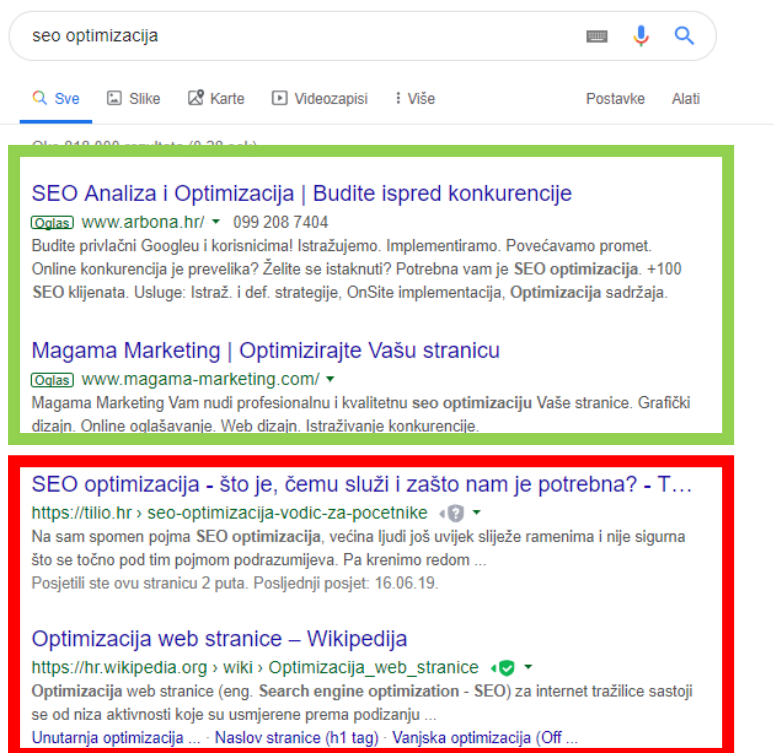 seo optimizacija
Sve Slike Karte Videozapisi Više Postavke Alati
SEO Analiza i Optimizacija | Budite ispred konkurencije
Oglas www.arbona.hr/ 099 208 7404
Budite privlačni Googleu i korisnicima! Istražujemo. Implementiramo. Povećavamo promet.
Online konkurencija je prevelika? Želite se istaknuti? Potrebna vam je SEO optimizacija. +100
SEO klijenata. Usluge: Istraž. i def. strategije, OnSite implementacija, Optimizacija sadržaja.
Magama Marketing | Optimizirajte Vašu stranicu
Oglas www.magama-marketing.com/
Magama Marketing Vam nudi profesionalnu i kvalitetnu seo optimizaciju Vaše stranice. Grafički
dizajn. Online oglašavanje. Web dizajn. Istraživanje konkurencije.
SEO optimizacija - što je, čemu služi i zašto nam je potrebna? - T...
https://tilio.hr › seo-optimizacija-vodic-za-pocetnike
Na sam spomen pojma SEO optimizacija, većina ljudi još uvijek sliježe ramenima i nije sigurna
što se točno pod tim pojmom podrazumijeva. Pa krenimo redom ...
Posjetili ste ovu stranicu 2 puta. Posljednji posjet: 16.06.19.
Optimizacija web stranice – Wikipedija
https://hr.wikipedia.org › wiki › Optimizacija_web_stranice
Optimizacija web stranice (eng. Search engine optimization - SEO) za internet tražilice sastoji
se od niza aktivnosti koje su usmjerene prema podizanju ...
Unutarnja optimizacija ... · Naslov stranice (h1 tag) · Vanjska optimizacija (Off ...